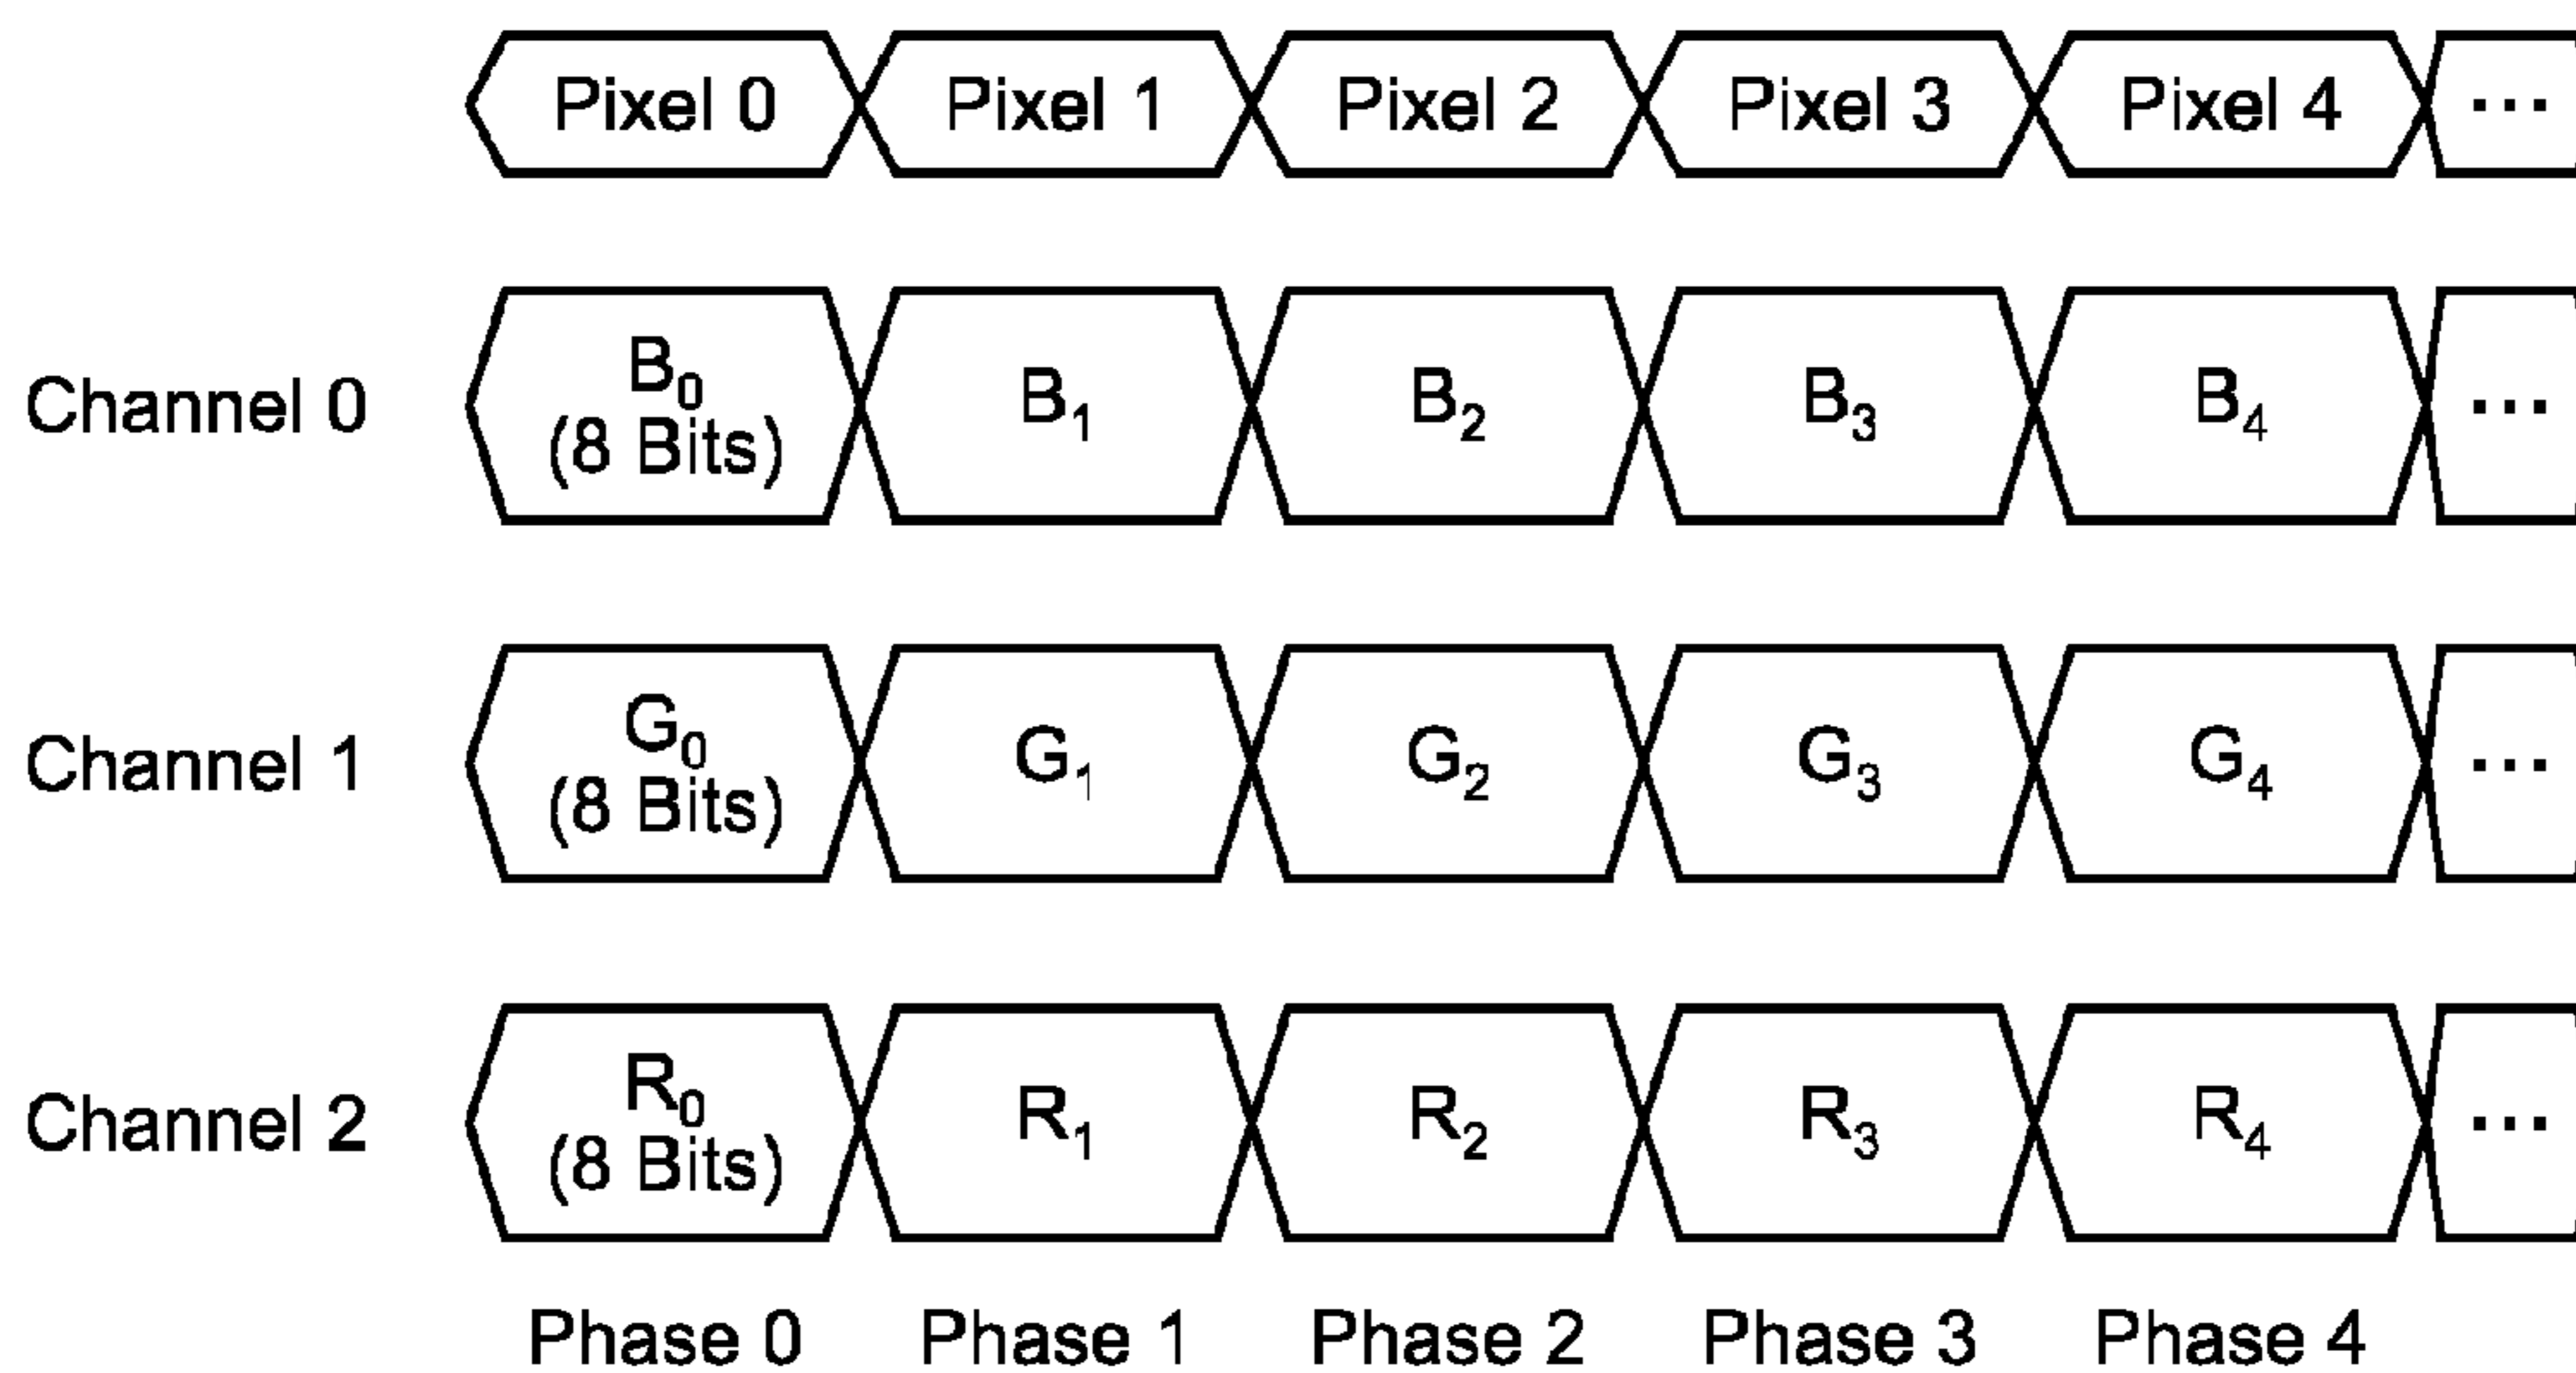 Pixel 0 Pixel 1 Pixel 2 Pixel 3 Pixel 4 ...
Channel 0 B₀ (8 Bits) B₁ B₂ B₃ B₄ ...
Channel 1 G₀ (8 Bits) G₁ G₂ G₃ G₄ ...
Channel 2 R₀ (8 Bits) R₁ R₂ R₃ R₄ ...
Phase 0 Phase 1 Phase 2 Phase 3 Phase 4